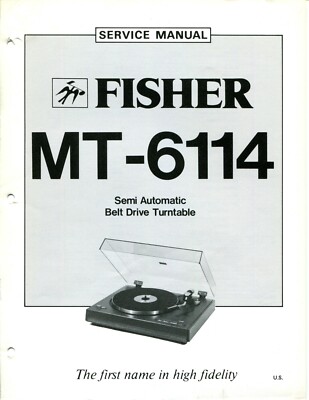 SERVICE MANUAL
FISHER
MT-6114
Semi Automatic
Belt Drive Turntable
The first name in high fidelity
U.S.